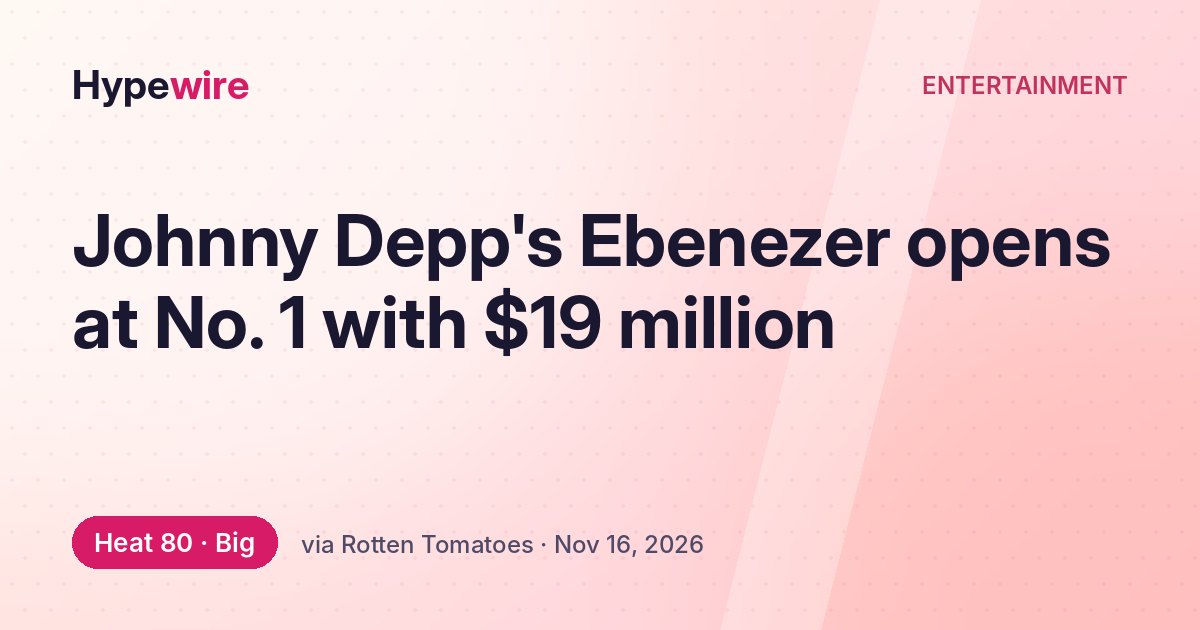 Hypewire
ENTERTAINMENT
Johnny Depp's Ebenezer opens
at No. 1 with $19 million
Heat 80 · Big
via Rotten Tomatoes · Nov 16, 2026